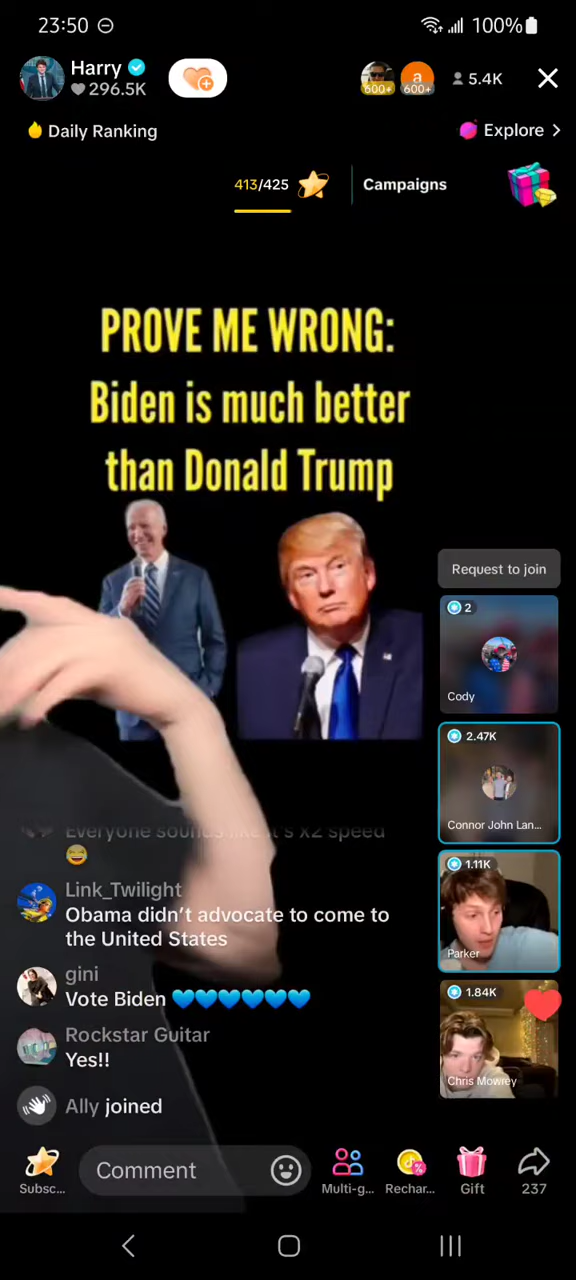 23:50
100%
Harry
296.5K
600+
a
600+
5.4K
Daily Ranking
Explore
413/425
Campaigns
PROVE ME WRONG:
Biden is much better
than Donald Trump
Request to join
2
Cody
2.47K
Connor John Lan...
1.11K
Parker
1.84K
Chris Mowrey
Everyone sounds like it's x2 speed
😂
Link_Twilight
Obama didn't advocate to come to
the United States
gini
Vote Biden 💙💙💙💙💙💙
Rockstar Guitar
Yes!!
Ally joined
Subsc...
Comment
Multi-g...
Rechar...
Gift
237